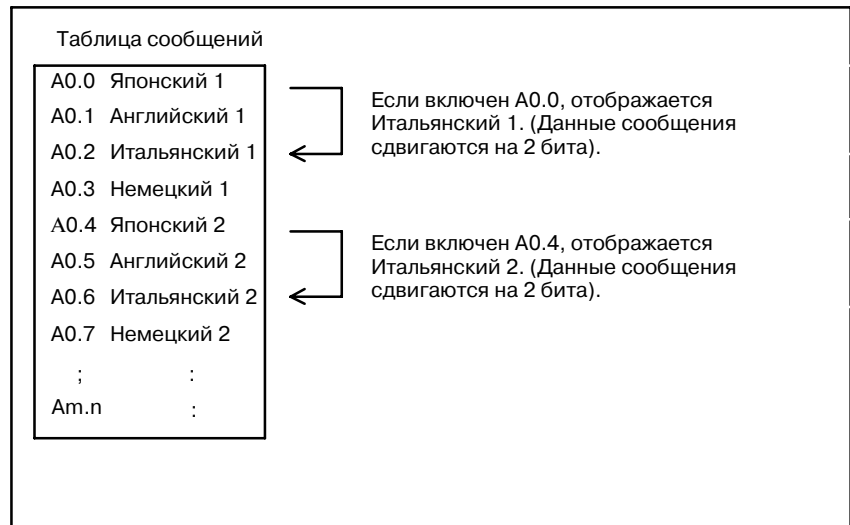 Таблица сообщений
A0.0 Японский 1
A0.1 Английский 1
A0.2 Итальянский 1
A0.3 Немецкий 1
A0.4 Японский 2
A0.5 Английский 2
A0.6 Итальянский 2
A0.7 Немецкий 2
; :
Am.n :
Если включен A0.0, отображается
Итальянский 1. (Данные сообщения
сдвигаются на 2 бита).
Если включен A0.4, отображается
Итальянский 2. (Данные сообщения
сдвигаются на 2 бита).